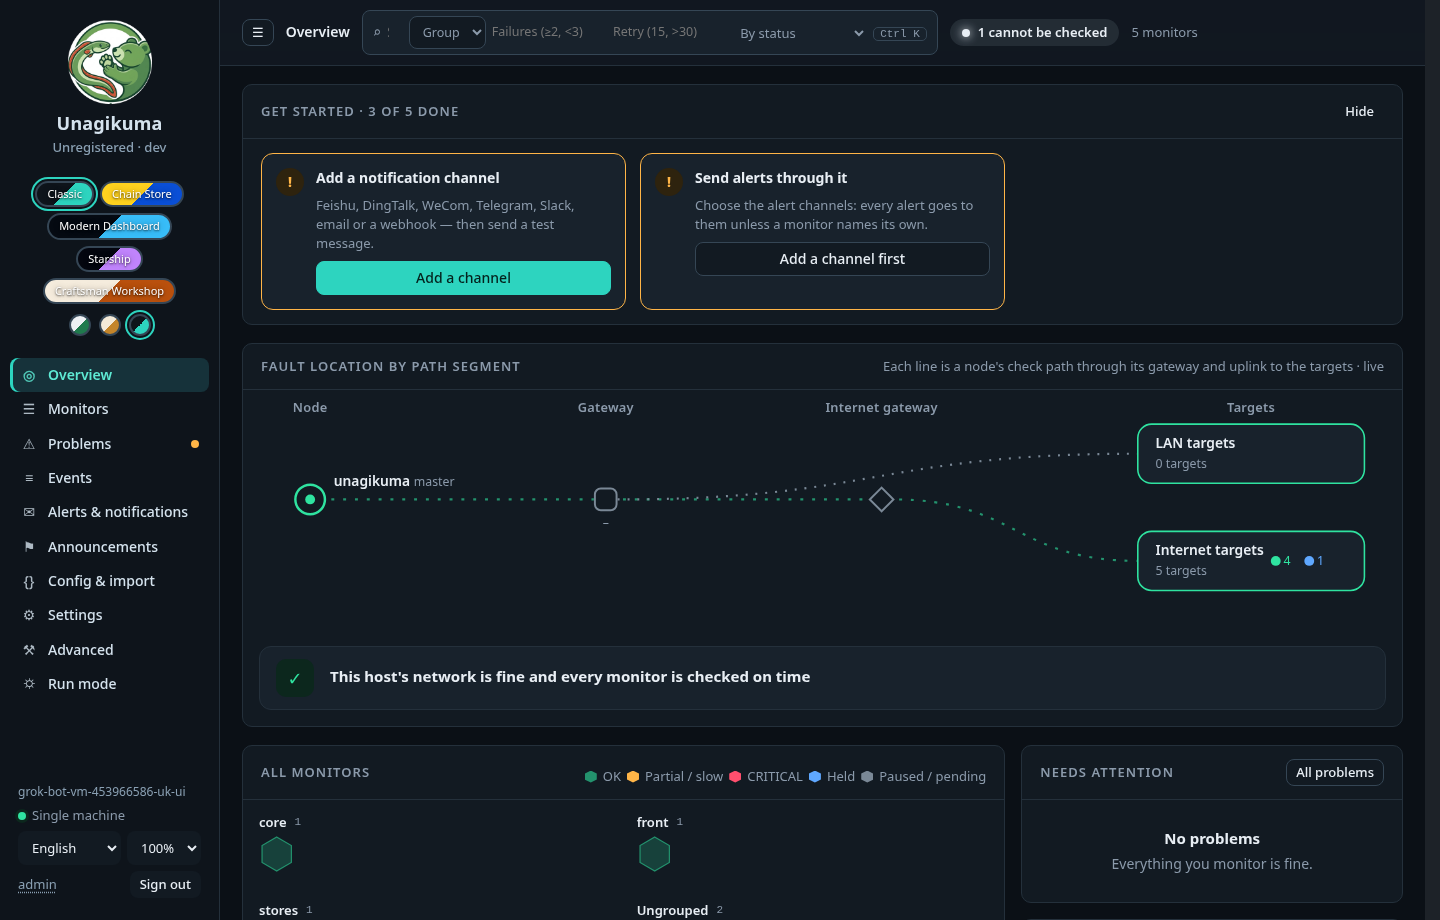 Unagikuma
Unregistered · dev
Classic
Chain Store
Modern Dashboard
Starship
Craftsman Workshop
Overview
Monitors
Problems
Events
Alerts & notifications
Announcements
Config & import
Settings
Advanced
Run mode
grok-bot-vm-453966586-uk-ui
Single machine
English
100%
admin
Sign out
Overview
Group
Failures (≥2, <3)
Retry (15, >30)
By status
Ctrl K
1 cannot be checked
5 monitors
GET STARTED · 3 OF 5 DONE
Hide
!
Add a notification channel
Feishu, DingTalk, WeCom, Telegram, Slack,
email or a webhook — then send a test
message.
Add a channel
!
Send alerts through it
Choose the alert channels: every alert goes to
them unless a monitor names its own.
Add a channel first
FAULT LOCATION BY PATH SEGMENT
Each line is a node's check path through its gateway and uplink to the targets · live
Node
Gateway
Internet gateway
Targets
unagikuma master
–
LAN targets
0 targets
Internet targets
5 targets
4
1
This host's network is fine and every monitor is checked on time
ALL MONITORS
OK
Partial / slow
CRITICAL
Held
Paused / pending
core 1
front 1
stores 1
Ungrouped 2
NEEDS ATTENTION
All problems
No problems
Everything you monitor is fine.